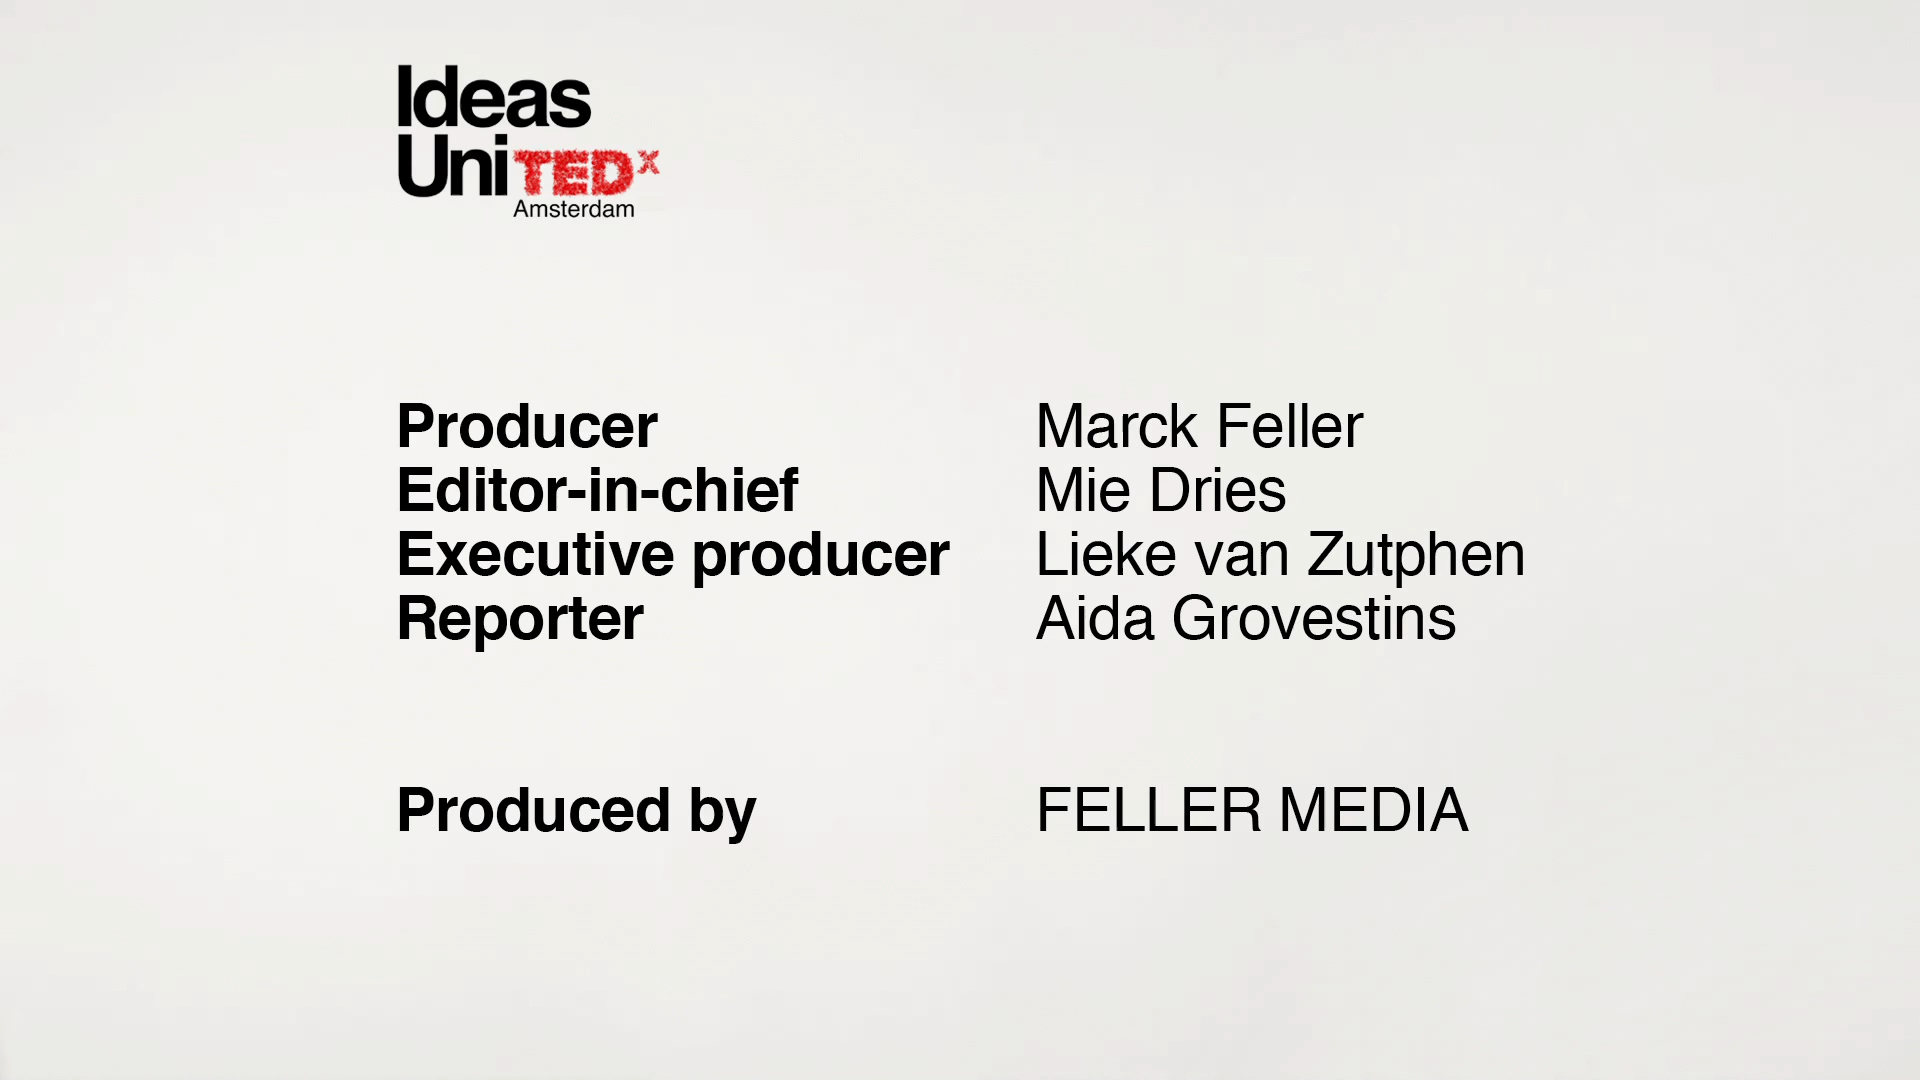 Ideas
UniTEDx
Amsterdam
Producer Marck Feller
Editor-in-chief Mie Dries
Executive producer Lieke van Zutphen
Reporter Aida Grovestins
Produced by FELLER MEDIA